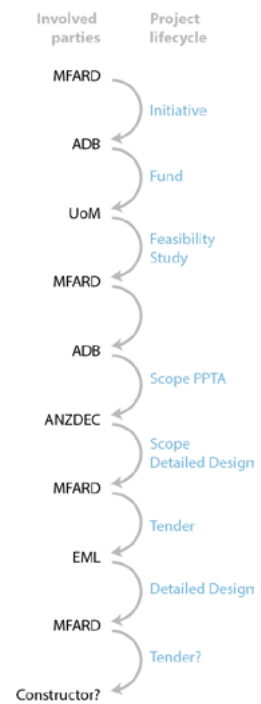 Involved parties
Project lifecycle
MFARD
Initiative
ADB
Fund
UoM
Feasibility
Study
MFARD
ADB
Scope PPTA
ANZDEC
Scope
Detailed Design
MFARD
Tender
EML
Detailed Design
MFARD
Tender?
Constructor?